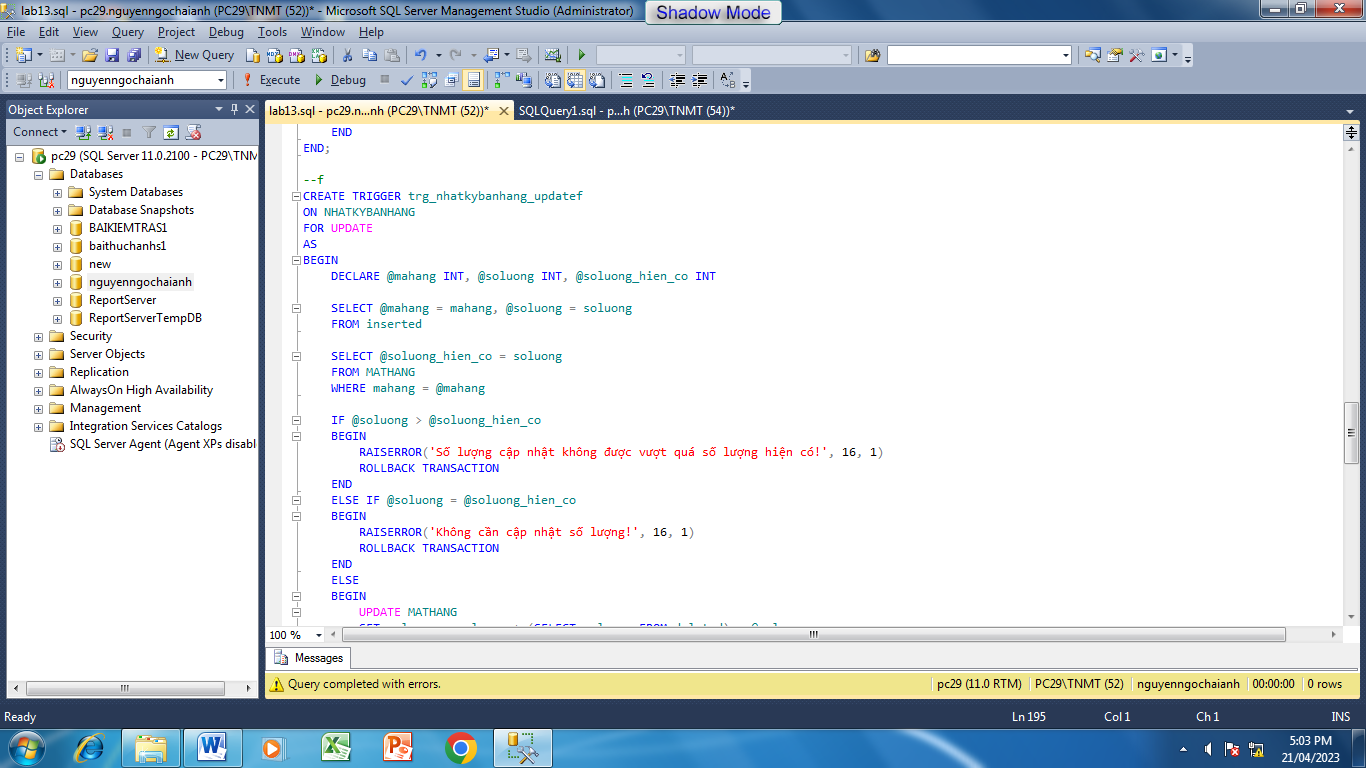 lab13.sql - pc29.nguyenngochaianh (PC29\TNMT (52))* - Microsoft SQL Server Management Studio (Administrator)
Shadow Mode
File Edit View Query Project Debug Tools Window Help
New Query
nguyenngochaianh Execute Debug
Object Explorer
Connect
pc29 (SQL Server 11.0.2100 - PC29\TNM
Databases
System Databases
Database Snapshots
BAIKIEMTRAS1
baithuchanhs1
new
nguyenngochaianh
ReportServer
ReportServerTempDB
Security
Server Objects
Replication
AlwaysOn High Availability
Management
Integration Services Catalogs
SQL Server Agent (Agent XPs disabl
lab13.sql - pc29.n...nh (PC29\TNMT (52))* SQLQuery1.sql - p...h (PC29\TNMT (54))*
END
END;
--f
CREATE TRIGGER trg_nhatkybanhang_updatef
ON NHATKYBANHANG
FOR UPDATE
AS
BEGIN
DECLARE @mahang INT, @soluong INT, @soluong_hien_co INT
SELECT @mahang = mahang, @soluong = soluong
FROM inserted
SELECT @soluong_hien_co = soluong
FROM MATHANG
WHERE mahang = @mahang
IF @soluong > @soluong_hien_co
BEGIN
RAISERROR('Số lượng cập nhật không được vượt quá số lượng hiện có!', 16, 1)
ROLLBACK TRANSACTION
END
ELSE IF @soluong = @soluong_hien_co
BEGIN
RAISERROR('Không cần cập nhật số lượng!', 16, 1)
ROLLBACK TRANSACTION
END
ELSE
BEGIN
UPDATE MATHANG
100 %
Messages
Query completed with errors. pc29 (11.0 RTM) PC29\TNMT (52) nguyenngochaianh 00:00:00 0 rows
Ready Ln 195 Col 1 Ch 1 INS
5:03 PM
21/04/2023